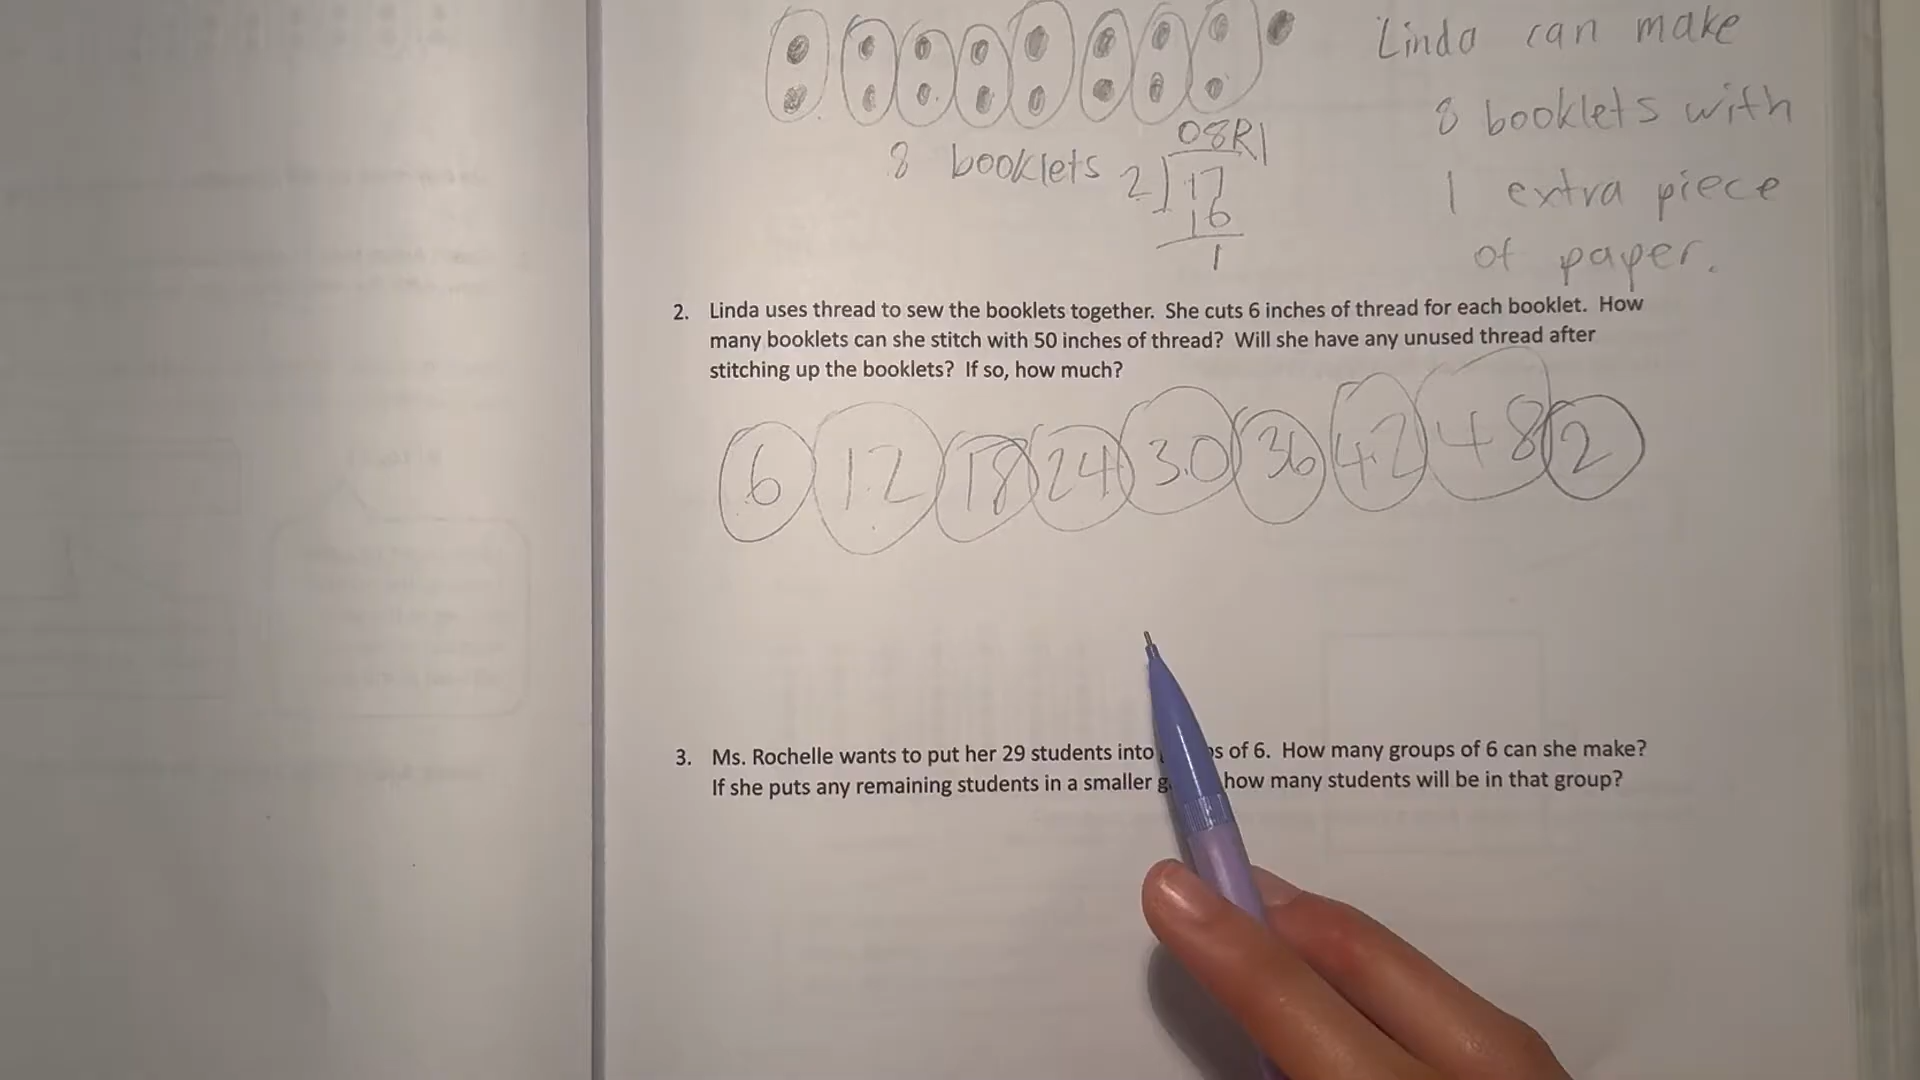 Linda can make
8 booklets with
1 extra piece
of paper.
8 booklets
08R1
2)17
16
1
2. Linda uses thread to sew the booklets together. She cuts 6 inches of thread for each booklet. How
many booklets can she stitch with 50 inches of thread? Will she have any unused thread after
stitching up the booklets? If so, how much?
6 12 18 24 30 36 42 48 2
3. Ms. Rochelle wants to put her 29 students into s of 6. How many groups of 6 can she make?
If she puts any remaining students in a smaller g how many students will be in that group?